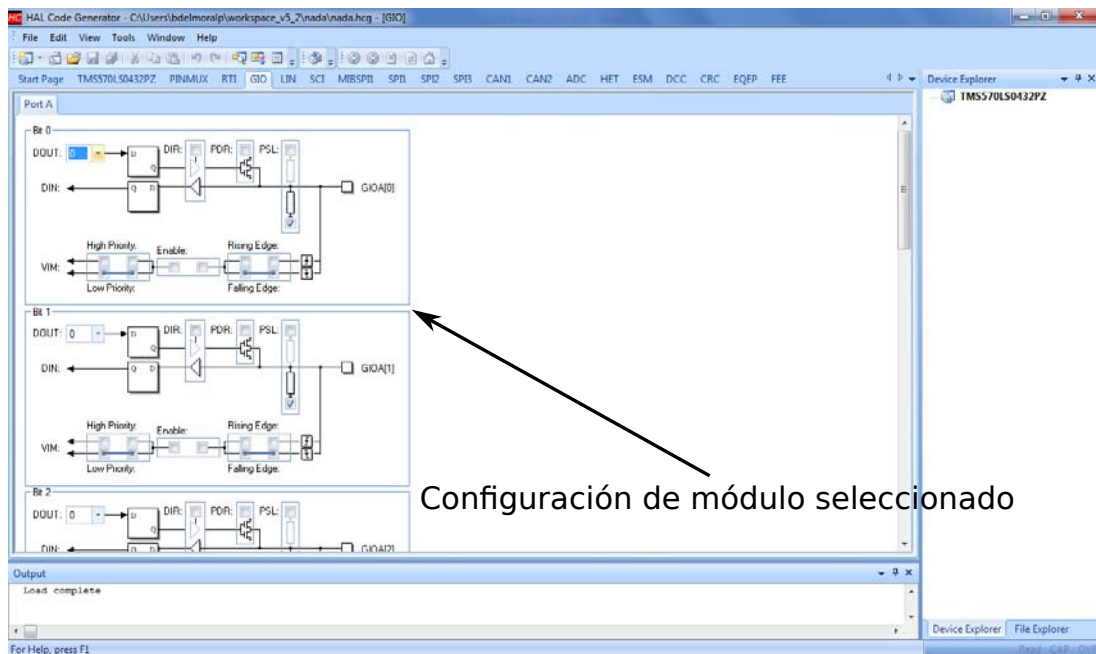 HAL Code Generator - C:\Users\bdelmoralp\workspace_v5_2\nada\nada.hcg - [GIO]
File Edit View Tools Window Help
Start Page TMS570LS0432PZ PINMUX RTI GIO LIN SCI MIBSPI1 SPI1 SPI2 SPI3 CAN1 CAN2 ADC HET ESM DCC CRC EQEP FEE
Device Explorer
TMS570LS0432PZ
Port A
Bit 0
DOUT: 0 D Q DIR: PDR: PSL:
DIN: Q D GIOA[0]
High Priority: Enable: Rising Edge:
VIM:
Low Priority: Falling Edge:
Bit 1
DOUT: 0 D Q DIR: PDR: PSL:
DIN: Q D GIOA[1]
High Priority: Enable: Rising Edge:
VIM:
Low Priority: Falling Edge:
Bit 2
DOUT: 0 D Q DIR: PDR: PSL:
DIN: Q D GIOA[2]
Configuración de módulo seleccionado
Output
Load complete
Device Explorer File Explorer
For Help, press F1
Read CAP